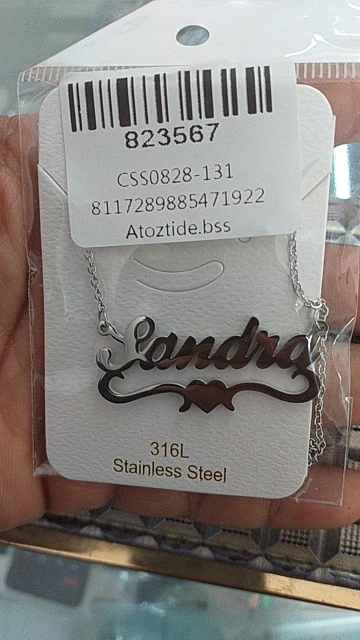 823567
CSS0828-131
8117289885471922
Atoztide.bss
Sandra
316L
Stainless Steel